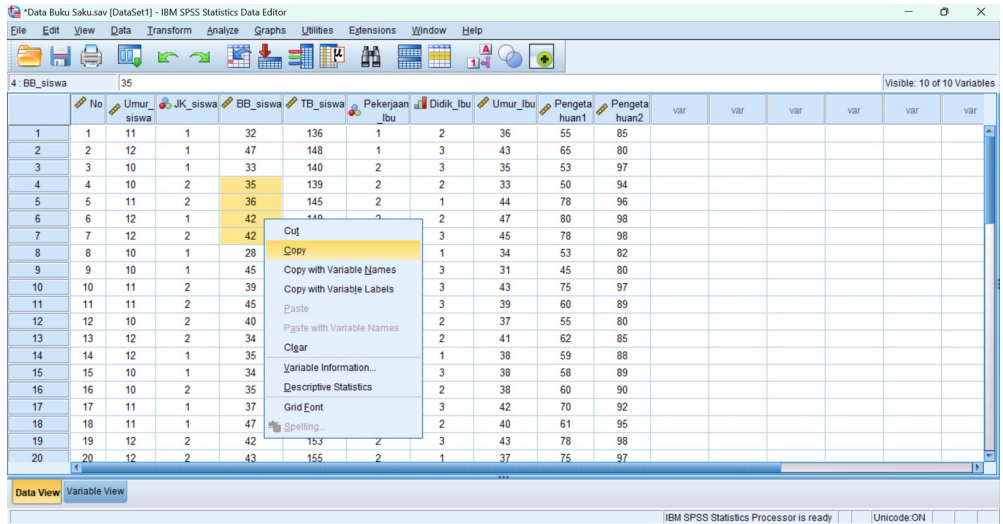 *Data Buku Saku.sav [DataSet1] - IBM SPSS Statistics Data Editor
File Edit View Data Transform Analyze Graphs Utilities Extensions Window Help
4 : BB_siswa 35 Visible: 10 of 10 Variables
No Umur_siswa JK_siswa BB_siswa TB_siswa Pekerjaan_Ibu Didik_Ibu Umur_Ibu Pengetahuan1 Pengetahuan2 var var var var var
1 1 11 1 32 136 1 2 36 55 85
2 2 12 1 47 148 1 3 43 65 80
3 3 10 1 33 140 2 3 35 53 97
4 4 10 2 35 139 2 2 33 50 94
5 5 11 2 36 145 2 1 44 78 96
6 6 12 1 42 149 2 2 47 80 98
7 7 12 2 42 3 45 78 98
8 8 10 1 28 1 34 53 82
9 9 10 1 45 3 31 45 80
10 10 11 2 39 3 43 75 97
11 11 11 2 45 3 39 60 89
12 12 10 2 40 2 37 55 80
13 13 12 2 34 2 41 62 85
14 14 12 1 35 1 38 59 88
15 15 10 1 34 3 38 58 89
16 16 10 2 35 2 38 60 90
17 17 11 1 37 3 42 70 92
18 18 11 1 47 2 40 61 95
19 19 12 2 42 153 2 3 43 78 98
20 20 12 2 43 155 2 1 37 75 97
Cut
Copy
Copy with Variable Names
Copy with Variable Labels
Paste
Paste with Variable Names
Clear
Variable Information...
Descriptive Statistics
Grid Font
Spelling...
Data View Variable View
IBM SPSS Statistics Processor is ready Unicode:ON